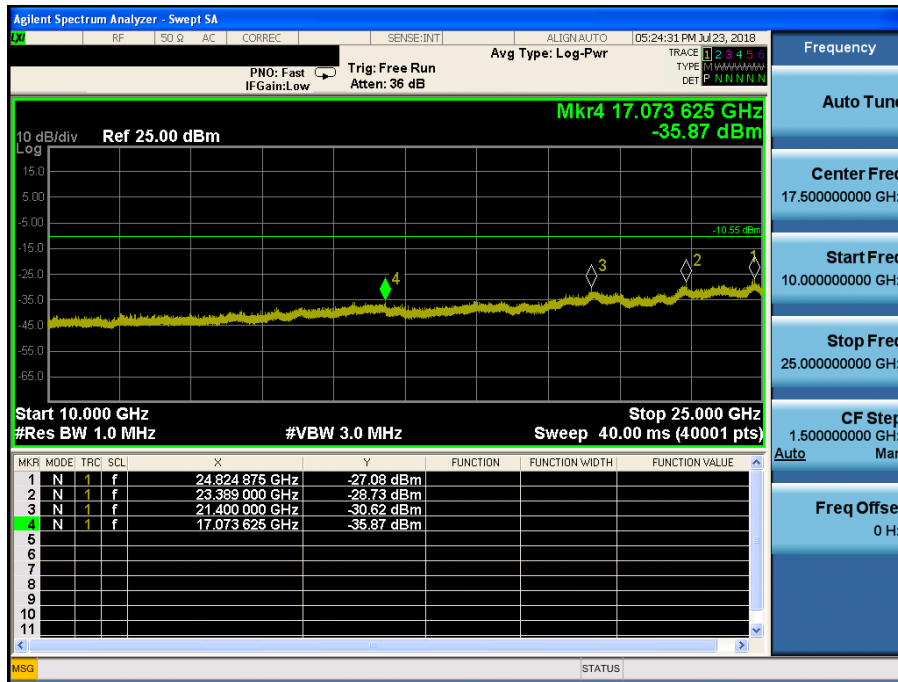 Agilent Spectrum Analyzer - Swept SA
LXI RF 50 Ω AC CORREC SENSE:INT ALIGN AUTO 05:24:31 PM Jul 23, 2018
Avg Type: Log-Pwr
TRACE 1 2 3 4 5 6
PNO: Fast Trig: Free Run
TYPE M WWWWW
IFGain:Low Atten: 36 dB
DET P N N N N N
Mkr4 17.073 625 GHz
-35.87 dBm
10 dB/div Ref 25.00 dBm
Log
15.0
5.00
-5.00
-10.55 dBm
-15.0
-25.0
-35.0
-45.0
-55.0
-65.0
4
3
2
1
Start 10.000 GHz Stop 25.000 GHz
#Res BW 1.0 MHz #VBW 3.0 MHz Sweep 40.00 ms (40001 pts)
MKR MODE TRC SCL X Y FUNCTION FUNCTION WIDTH FUNCTION VALUE
1 N 1 f 24.824 875 GHz -27.08 dBm
2 N 1 f 23.389 000 GHz -28.73 dBm
3 N 1 f 21.400 000 GHz -30.62 dBm
4 N 1 f 17.073 625 GHz -35.87 dBm
5
6
7
8
9
10
11
MSG STATUS
Frequency
Auto Tune
Center Freq
17.500000000 GHz
Start Freq
10.000000000 GHz
Stop Freq
25.000000000 GHz
CF Step
1.500000000 GHz
Auto Man
Freq Offset
0 Hz